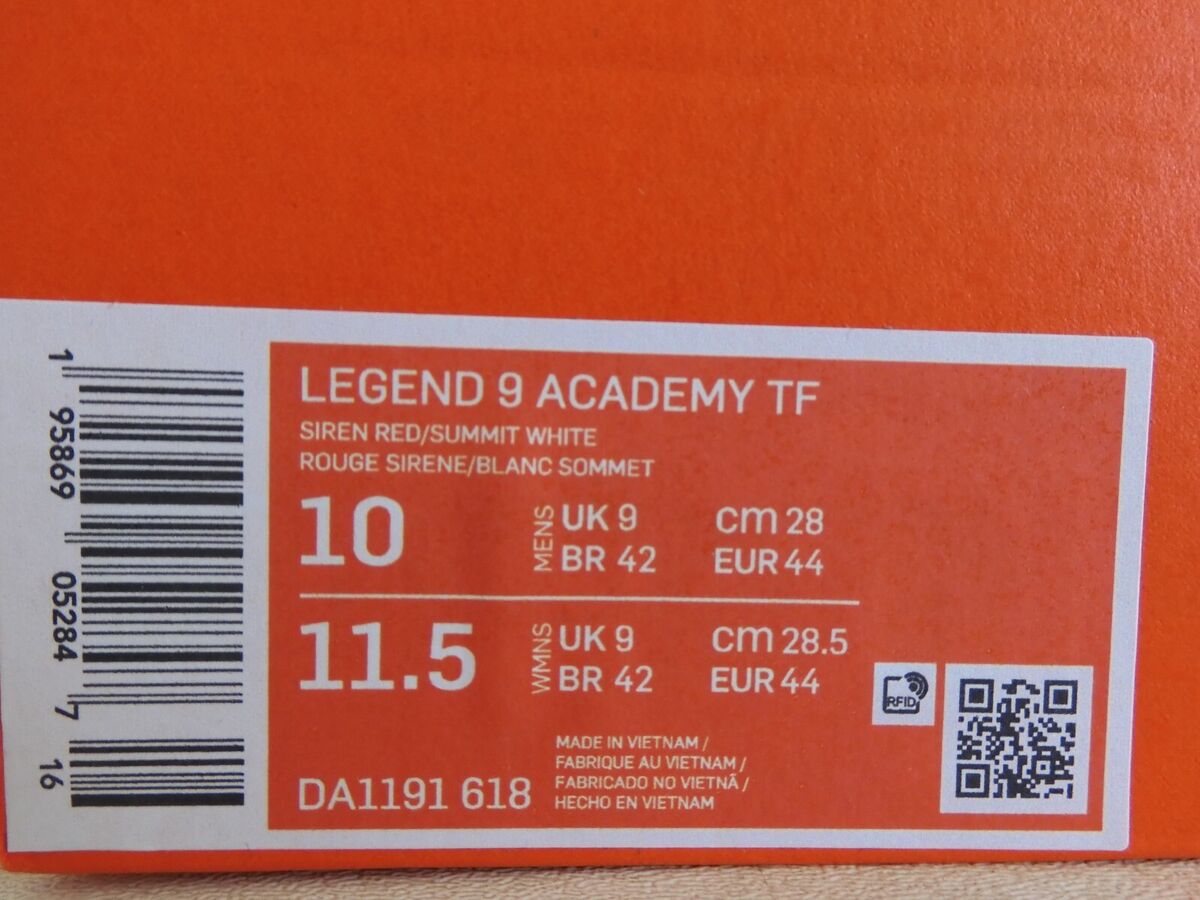 1 95869 05284 7 16
LEGEND 9 ACADEMY TF
SIREN RED/SUMMIT WHITE
ROUGE SIRENE/BLANC SOMMET
10
MENS
UK 9
cm 28
BR 42
EUR 44
11.5
WMNS
UK 9
cm 28.5
BR 42
EUR 44
RFID
DA1191 618
MADE IN VIETNAM /
FABRIQUE AU VIETNAM /
FABRICADO NO VIETNÃ /
HECHO EN VIETNAM